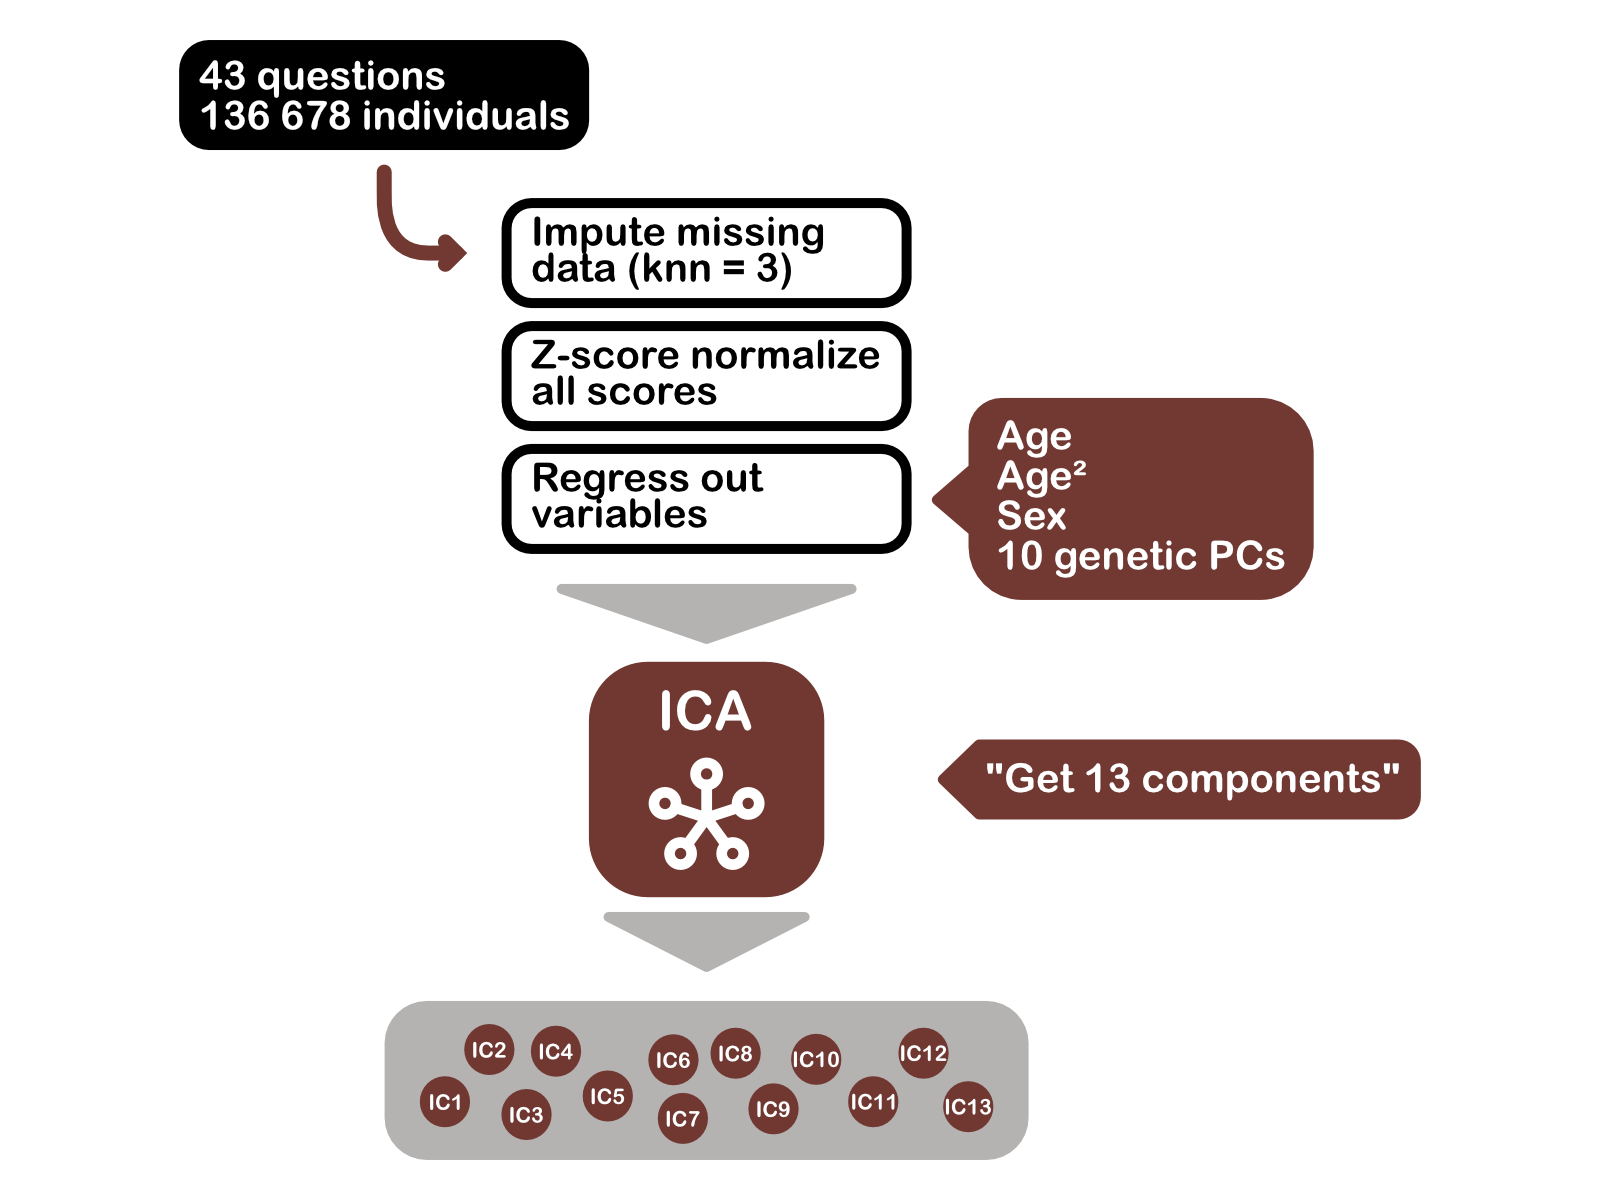 43 questions
136 678 individuals
Impute missing
data (knn = 3)
Z-score normalize
all scores
Regress out
variables
Age
Age²
Sex
10 genetic PCs
ICA
"Get 13 components"
IC1
IC2
IC3
IC4
IC5
IC6
IC7
IC8
IC9
IC10
IC11
IC12
IC13